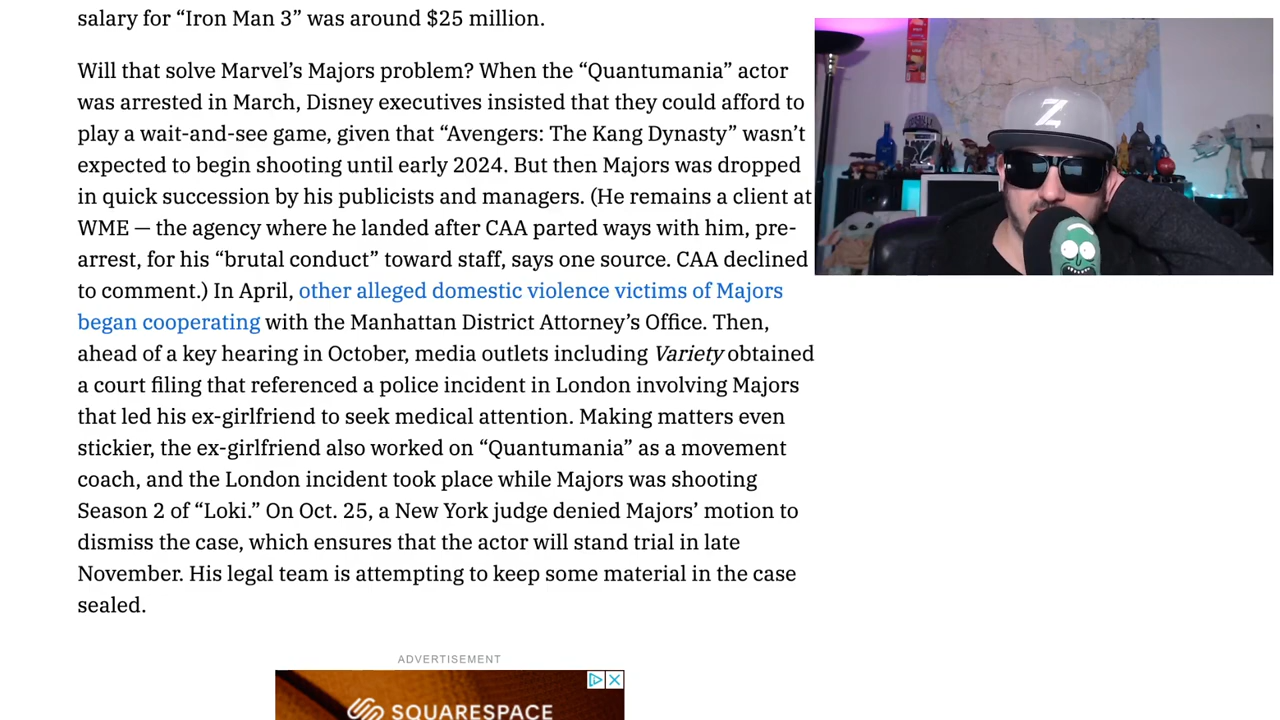 salary for “Iron Man 3” was around $25 million.
Will that solve Marvel’s Majors problem? When the “Quantumania” actor
was arrested in March, Disney executives insisted that they could afford to
play a wait-and-see game, given that “Avengers: The Kang Dynasty” wasn’t
expected to begin shooting until early 2024. But then Majors was dropped
in quick succession by his publicists and managers. (He remains a client at
WME — the agency where he landed after CAA parted ways with him, pre-
arrest, for his “brutal conduct” toward staff, says one source. CAA declined
to comment.) In April, other alleged domestic violence victims of Majors
began cooperating with the Manhattan District Attorney’s Office. Then,
ahead of a key hearing in October, media outlets including Variety obtained
a court filing that referenced a police incident in London involving Majors
that led his ex-girlfriend to seek medical attention. Making matters even
stickier, the ex-girlfriend also worked on “Quantumania” as a movement
coach, and the London incident took place while Majors was shooting
Season 2 of “Loki.” On Oct. 25, a New York judge denied Majors’ motion to
dismiss the case, which ensures that the actor will stand trial in late
November. His legal team is attempting to keep some material in the case
sealed.
ADVERTISEMENT
SQUARESPACE
Z